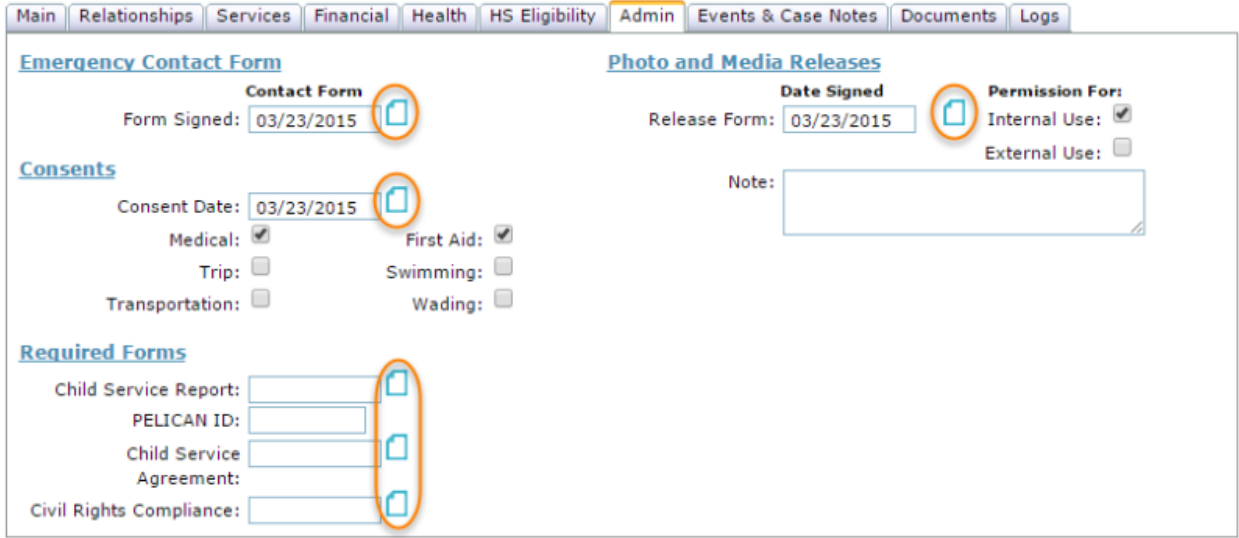 Main Relationships Services Financial Health HS Eligibility Admin Events & Case Notes Documents Logs
Emergency Contact Form
Contact Form
Form Signed: 03/23/2015
Consents
Consent Date: 03/23/2015
Medical: First Aid:
Trip: Swimming:
Transportation: Wading:
Required Forms
Child Service Report:
PELICAN ID:
Child Service
Agreement:
Civil Rights Compliance:
Photo and Media Releases
Date Signed Permission For:
Release Form: 03/23/2015 Internal Use:
External Use:
Note: